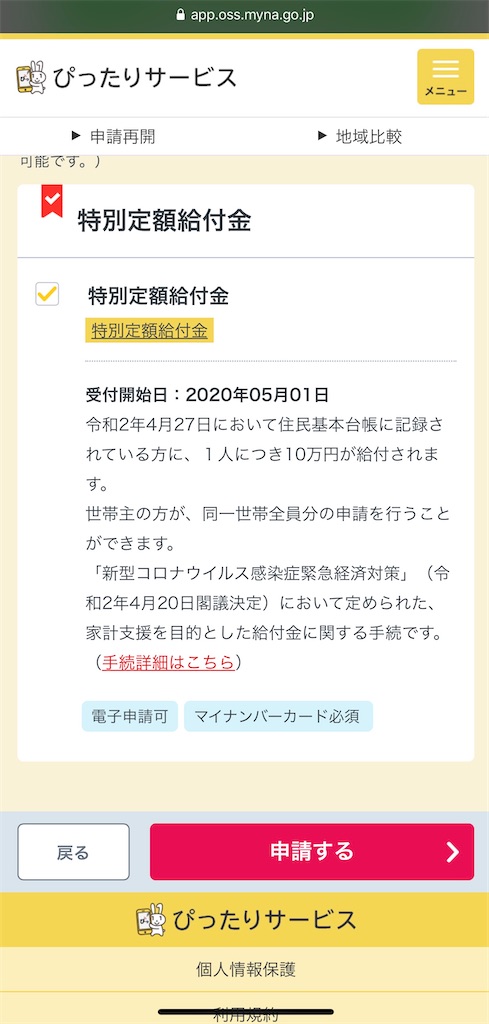 app.oss.myna.go.jp
ぴったりサービス
メニュー
▶ 申請再開
▶ 地域比較
可能です。）
特別定額給付金
特別定額給付金
特別定額給付金
受付開始日：2020年05月01日
令和2年4月27日において住民基本台帳に記録さ
れている方に、１人につき10万円が給付されま
す。
世帯主の方が、同一世帯全員分の申請を行うこと
ができます。
「新型コロナウイルス感染症緊急経済対策」（令
和2年4月20日閣議決定）において定められた、
家計支援を目的とした給付金に関する手続です。
（手続詳細はこちら）
電子申請可
マイナンバーカード必須
戻る
申請する
ぴったりサービス
個人情報保護
利用規約